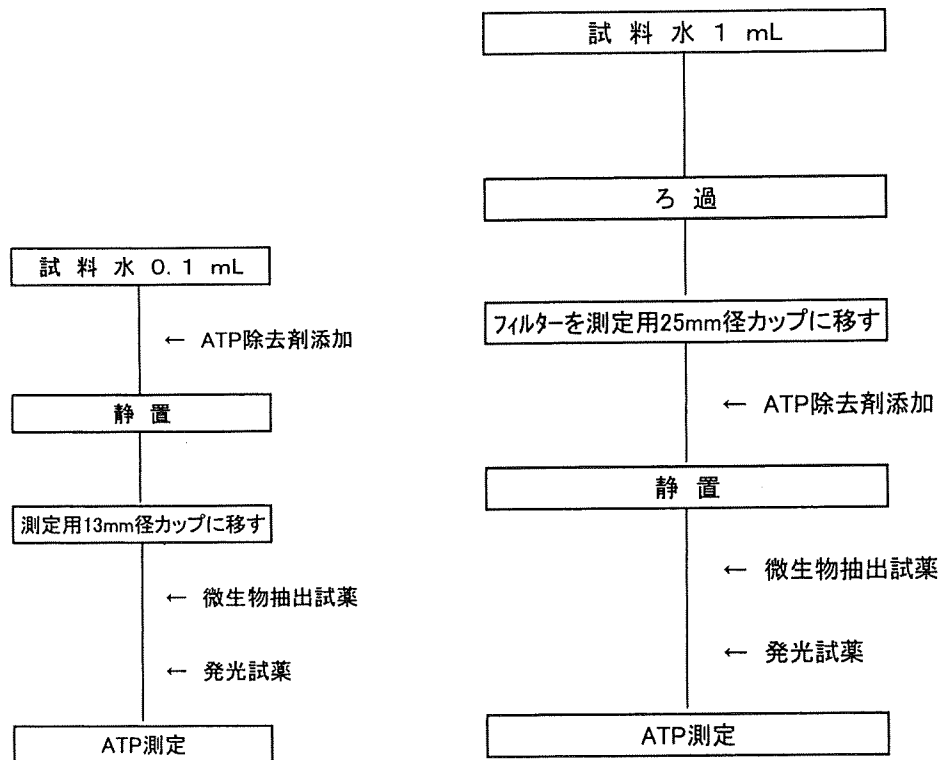 試 料 水 0. 1 mL
← ATP除去剤添加
静 置
測定用13mm径カップに移す
← 微生物抽出試薬
← 発光試薬
ATP測定
試 料 水 1 mL
ろ 過
フィルターを測定用25mm径カップに移す
← ATP除去剤添加
静 置
← 微生物抽出試薬
← 発光試薬
ATP測定